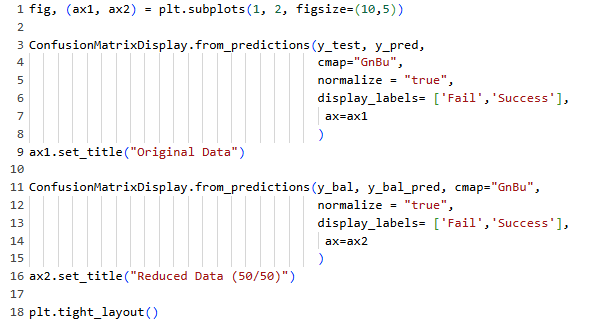 1 fig, (ax1, ax2) = plt.subplots(1, 2, figsize=(10,5))
2
3 ConfusionMatrixDisplay.from_predictions(y_test, y_pred,
4                                         cmap="GnBu",
5                                         normalize = "true",
6                                         display_labels= ['Fail','Success'],
7                                          ax=ax1
8                                         )
9 ax1.set_title("Original Data")
10
11 ConfusionMatrixDisplay.from_predictions(y_bal, y_bal_pred, cmap="GnBu",
12                                         normalize = "true",
13                                         display_labels= ['Fail','Success'],
14                                          ax=ax2
15                                         )
16 ax2.set_title("Reduced Data (50/50)")
17
18 plt.tight_layout()